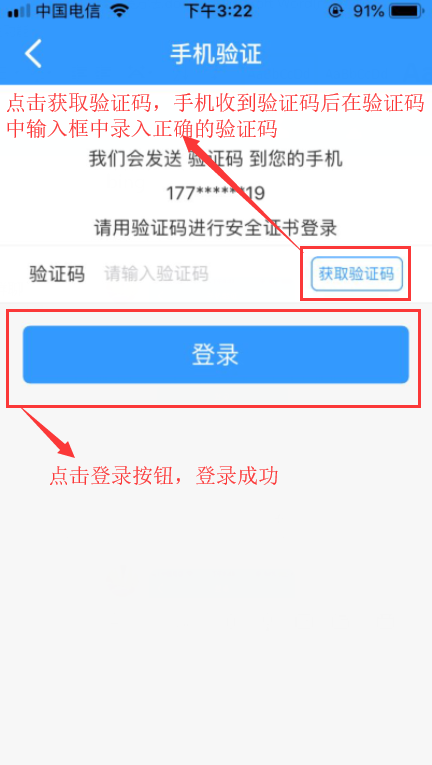 中国电信 下午3:22 91%
手机验证
点击获取验证码，手机收到验证码后在验证码
中输入框中录入正确的验证码
我们会发送 验证码 到您的手机
177******19
请用验证码进行安全证书登录
验证码 请输入验证码 获取验证码
登录
点击登录按钮，登录成功